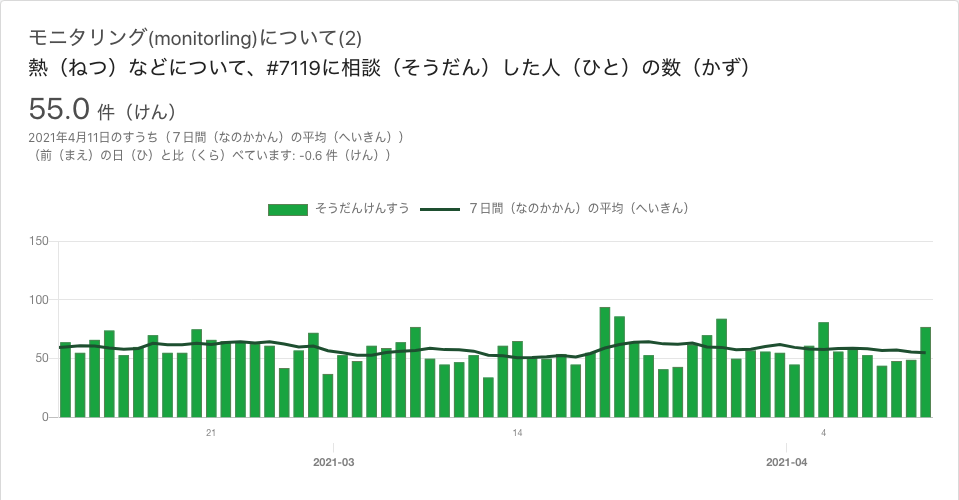 モニタリング(monitorling)について(2)
熱（ねつ）などについて、#7119に相談（そうだん）した人（ひと）の数（かず）
55.0 件（けん）
2021年4月11日のすうち（７日間（なのかかん）の平均（へいきん））
（前（まえ）の日（ひ）と比（くら）べています: -0.6 件（けん））
そうだんけんすう ７日間（なのかかん）の平均（へいきん）
150
100
50
0
21 14 4
2021-03 2021-04